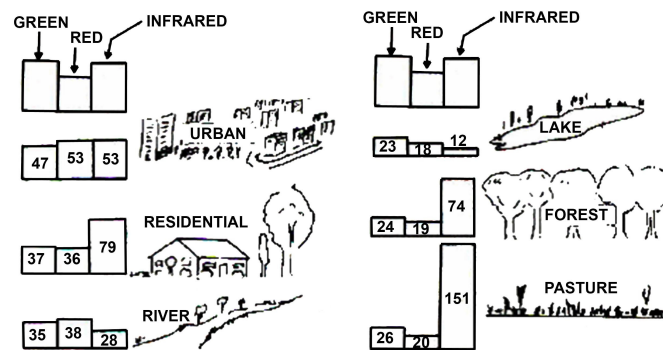 GREEN
RED
INFRARED
47 53 53
URBAN
37 36 79
RESIDENTIAL
35 38 28
RIVER
GREEN
RED
INFRARED
23 18 12
LAKE
24 19 74
FOREST
26 20 151
PASTURE